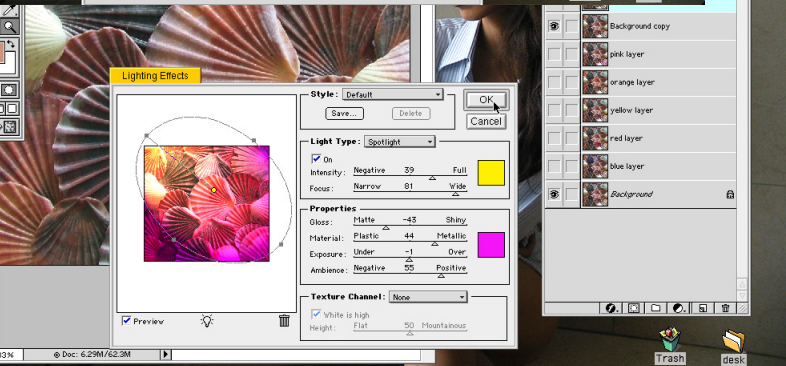 Background copy
pink layer
orange layer
yellow layer
red layer
blue layer
Background
Lighting Effects
Style: Default
Save... Delete
OK
Cancel
Light Type: Spotlight
On
Intensity: Negative 39 Full
Focus: Narrow 81 Wide
Properties
Gloss: Matte -43 Shiny
Material: Plastic 44 Metallic
Exposure: Under -1 Over
Ambience: Negative 55 Positive
Texture Channel: None
White is high
Height: Flat 50 Mountainous
Preview
33% Doc: 6.29M/62.3M
Trash
desk